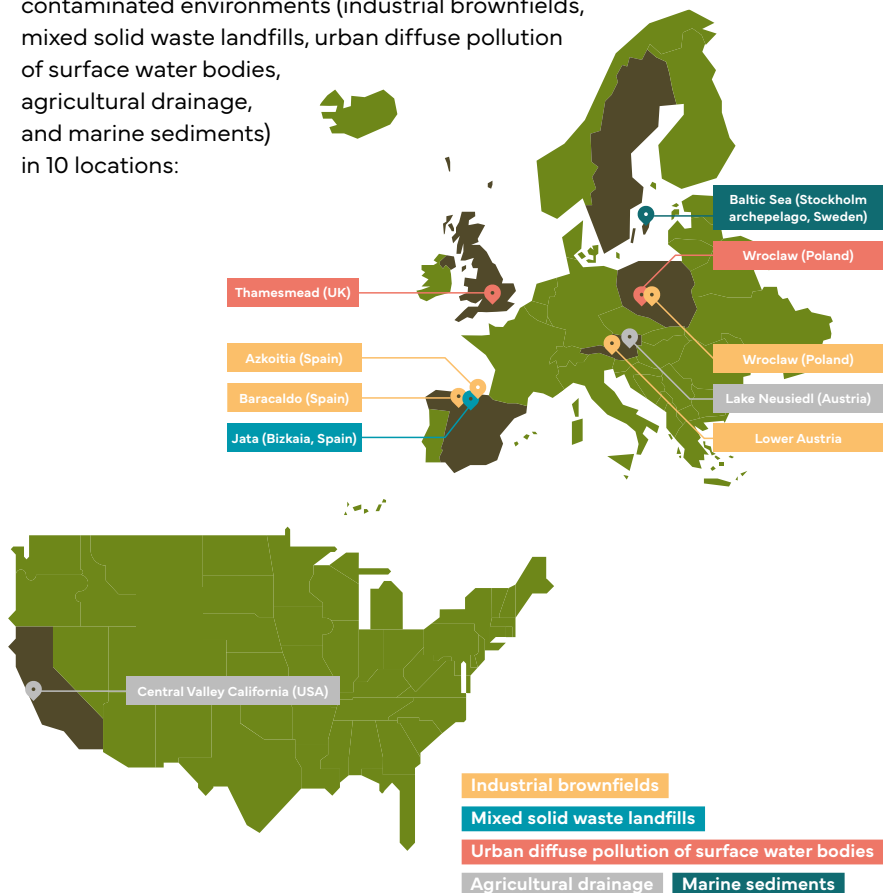 contaminated environments (industrial brownfields,
mixed solid waste landfills, urban diffuse pollution
of surface water bodies,
agricultural drainage,
and marine sediments)
in 10 locations:
Baltic Sea (Stockholm
archepelago, Sweden)
Wroclaw (Poland)
Thamesmead (UK)
Azkoitia (Spain)
Wroclaw (Poland)
Baracaldo (Spain)
Lake Neusiedl (Austria)
Jata (Bizkaia, Spain)
Lower Austria
Central Valley California (USA)
Industrial brownfields
Mixed solid waste landfills
Urban diffuse pollution of surface water bodies
Agricultural drainage
Marine sediments